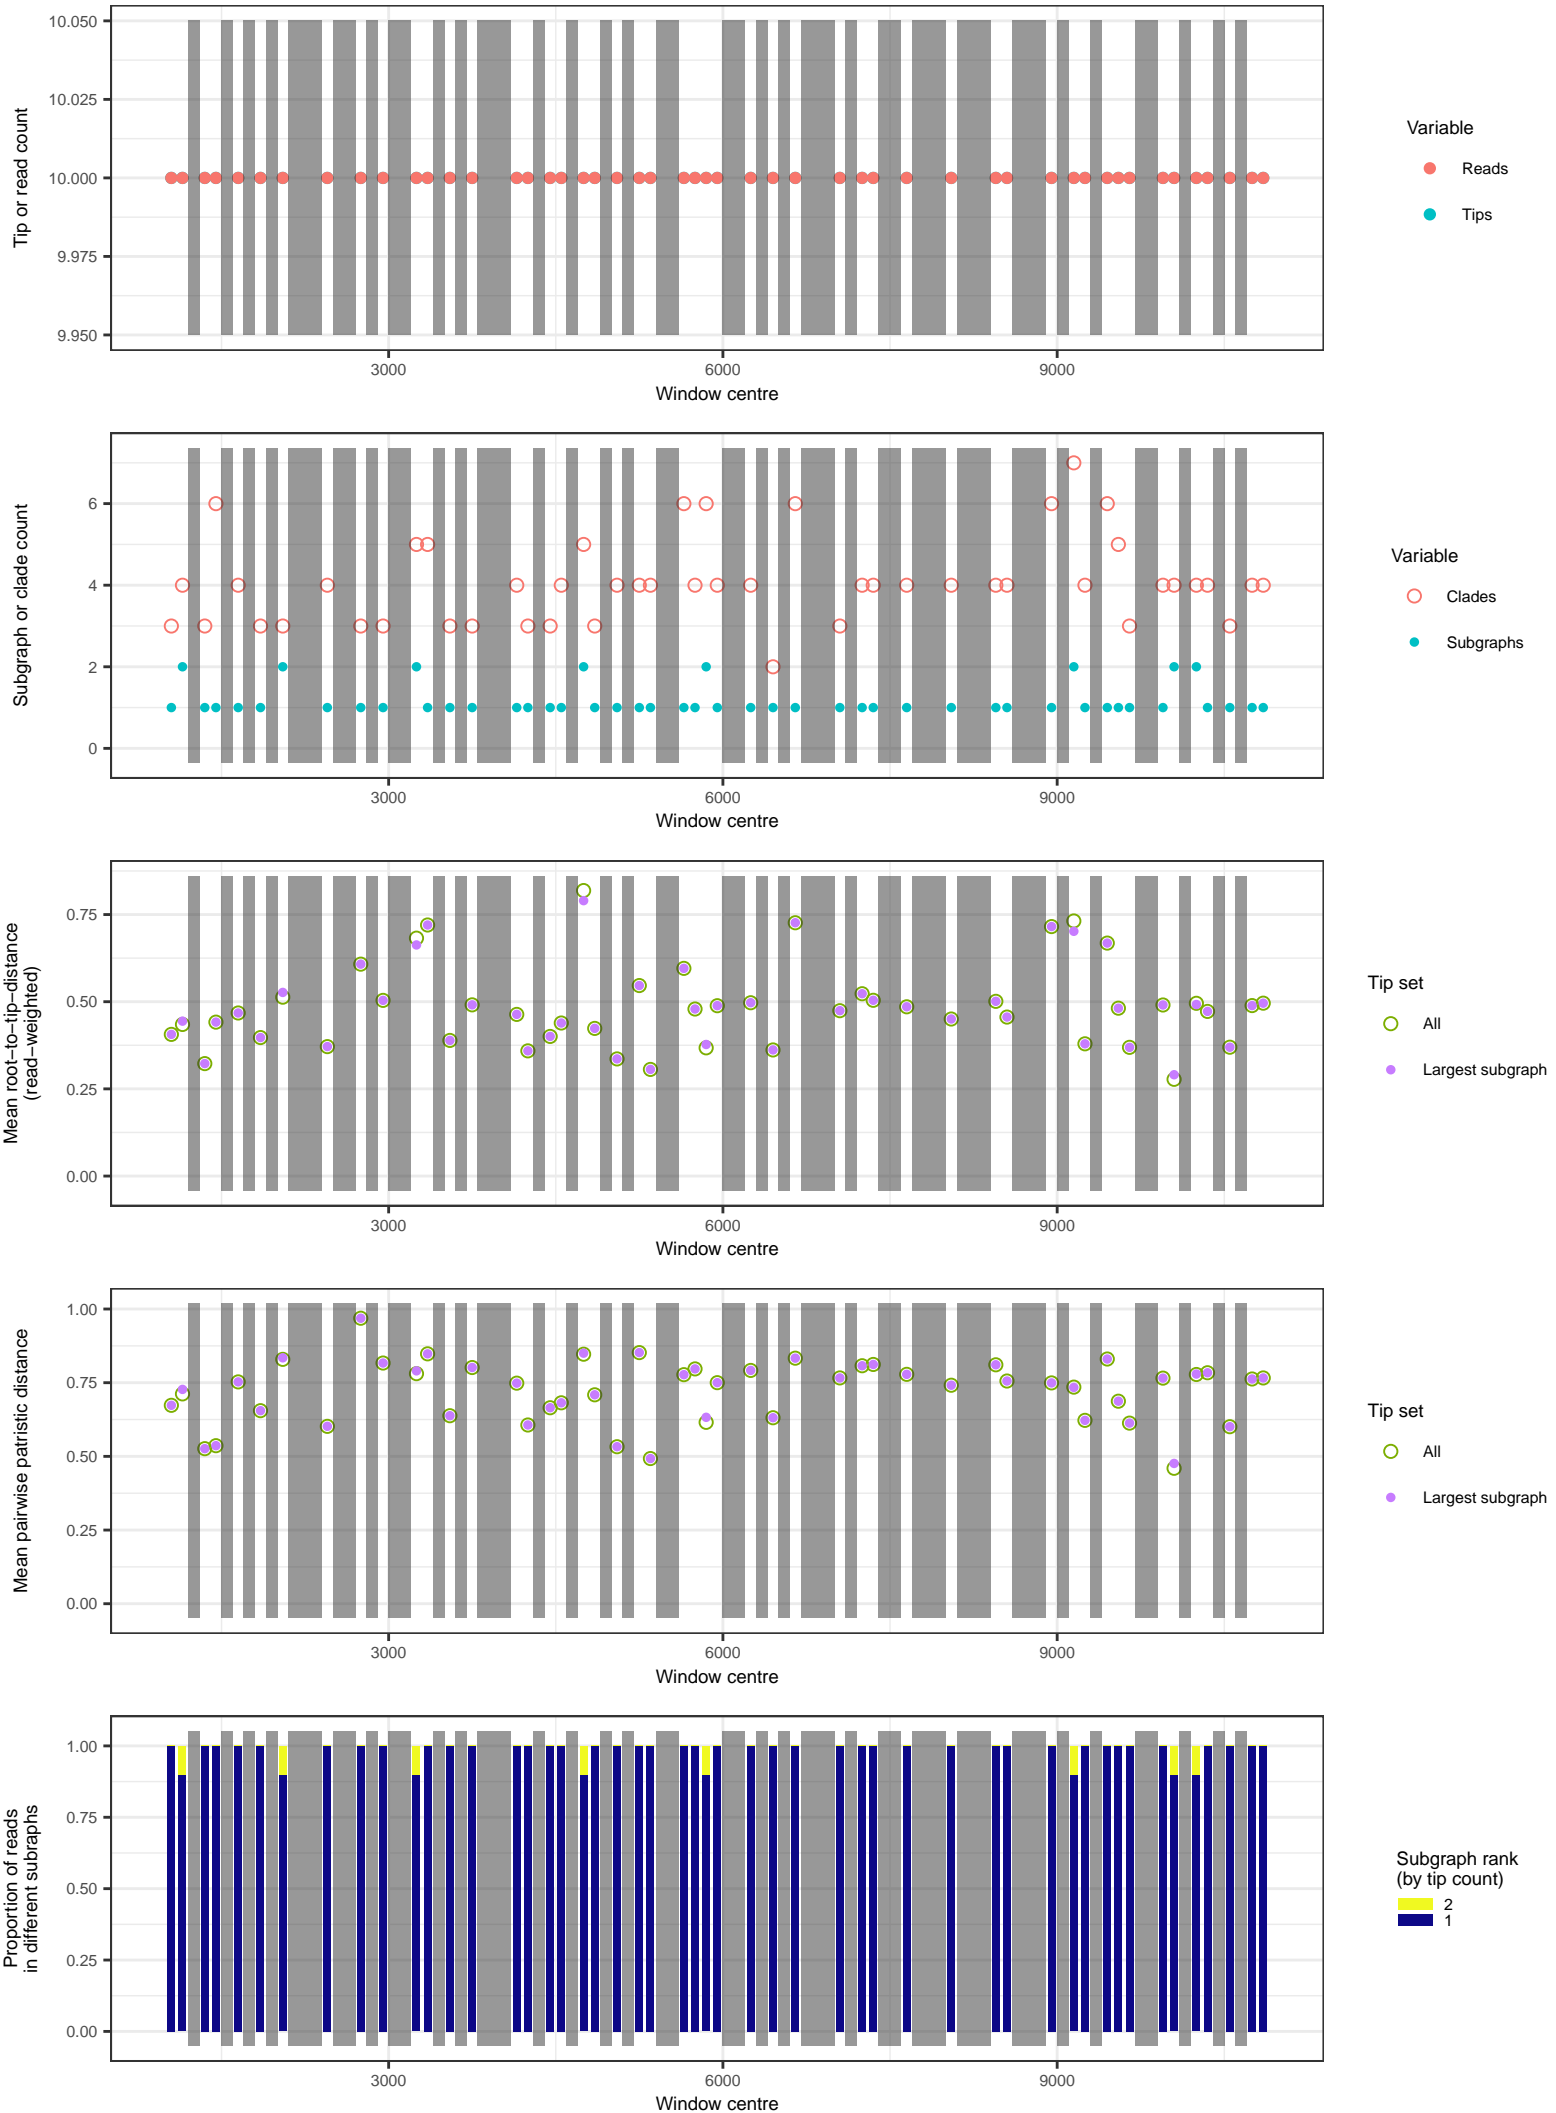 10.050
10.025
10.000
9.975
9.950
Tip or read count
3000
6000
9000
Window centre
Variable
Reads
Tips
6
4
2
0
Subgraph or clade count
3000
6000
9000
Window centre
Variable
Clades
Subgraphs
0.75
0.50
0.25
0.00
Mean root−to−tip−distance
(read−weighted)
3000
6000
9000
Window centre
Tip set
All
Largest subgraph
1.00
0.75
0.50
0.25
0.00
Mean pairwise patristic distance
3000
6000
9000
Window centre
Tip set
All
Largest subgraph
1.00
0.75
0.50
0.25
0.00
Proportion of reads
in different subraphs
3000
6000
9000
Window centre
Subgraph rank
(by tip count)
2
1